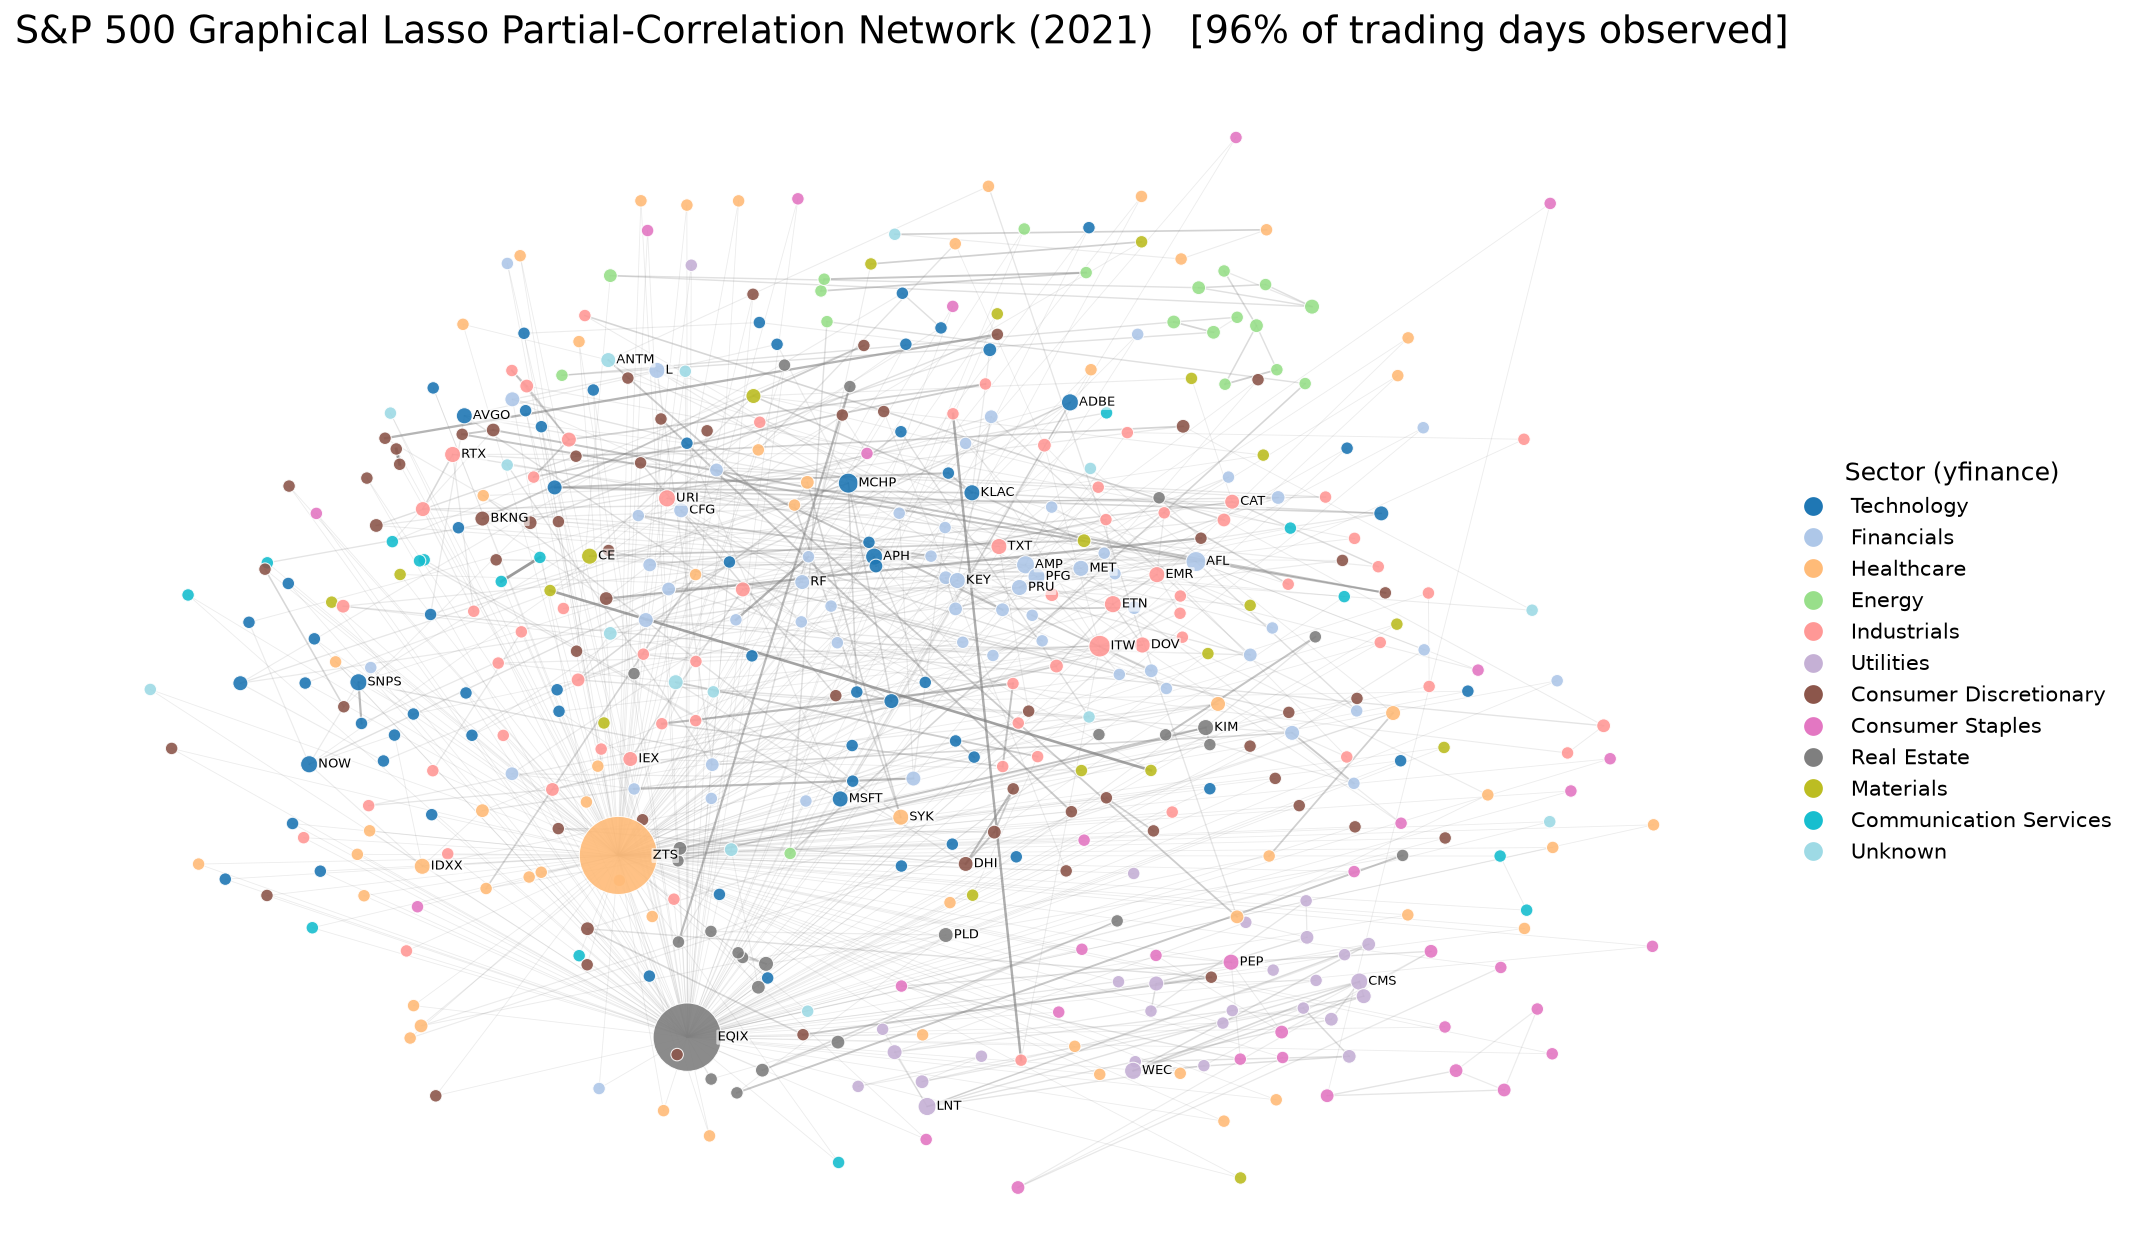 S&P 500 Graphical Lasso Partial-Correlation Network (2021)   [96% of trading days observed]
ANTM
L
AVGO
ADBE
RTX
MCHP
KLAC
URI
CFG
CAT
BKNG
TXT
CE
APH
AMP
AFL
PFG
MET
EMR
RF
KEY
PRU
ETN
ITW
DOV
SNPS
KIM
NOW
IEX
MSFT
SYK
ZTS
IDXX
DHI
PLD
PEP
CMS
EQIX
WEC
LNT
Sector (yfinance)
Technology
Financials
Healthcare
Energy
Industrials
Utilities
Consumer Discretionary
Consumer Staples
Real Estate
Materials
Communication Services
Unknown